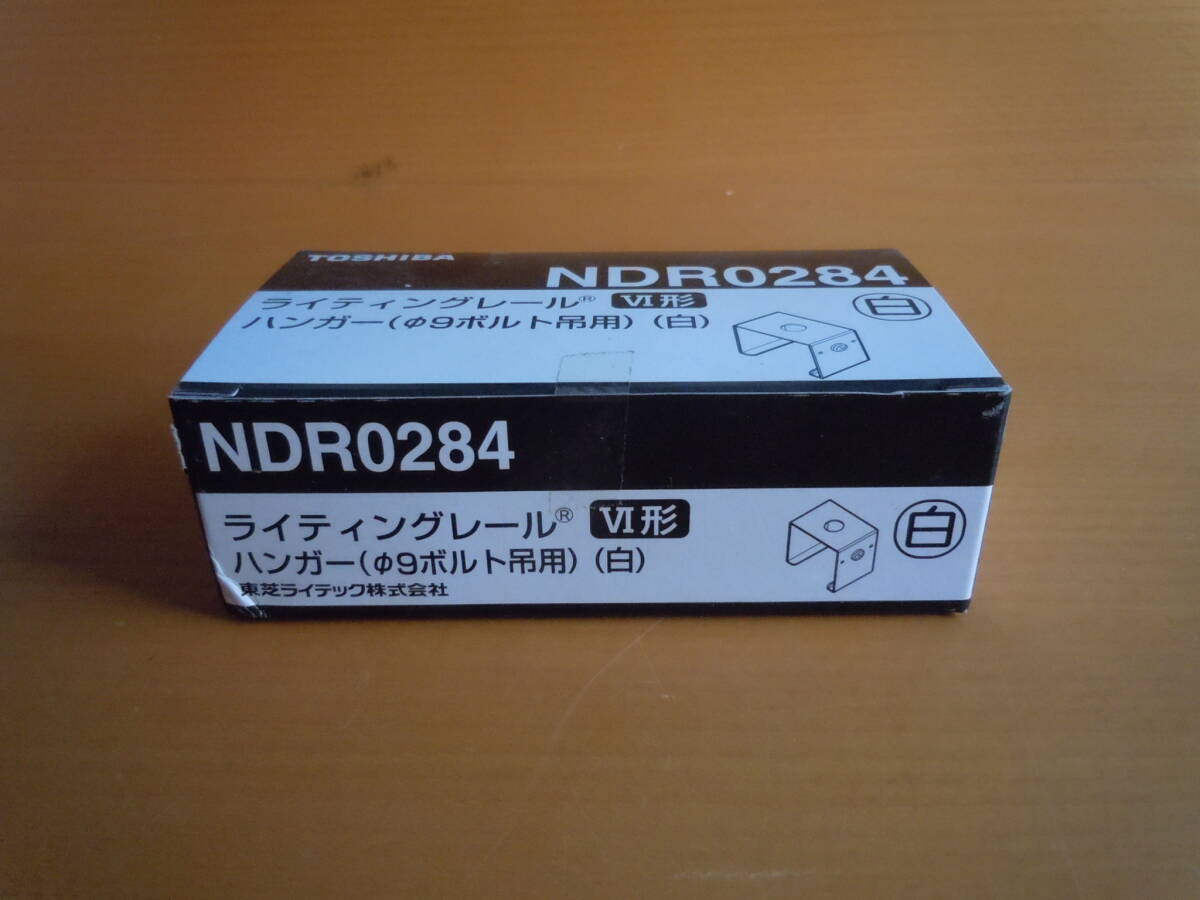 TOSHIBA
NDR0284
ライティングレール® Ⅵ形
ハンガー(φ9ボルト吊用) (白)
白
NDR0284
ライティングレール® Ⅵ形
ハンガー(φ9ボルト吊用) (白)
東芝ライテック株式会社
白